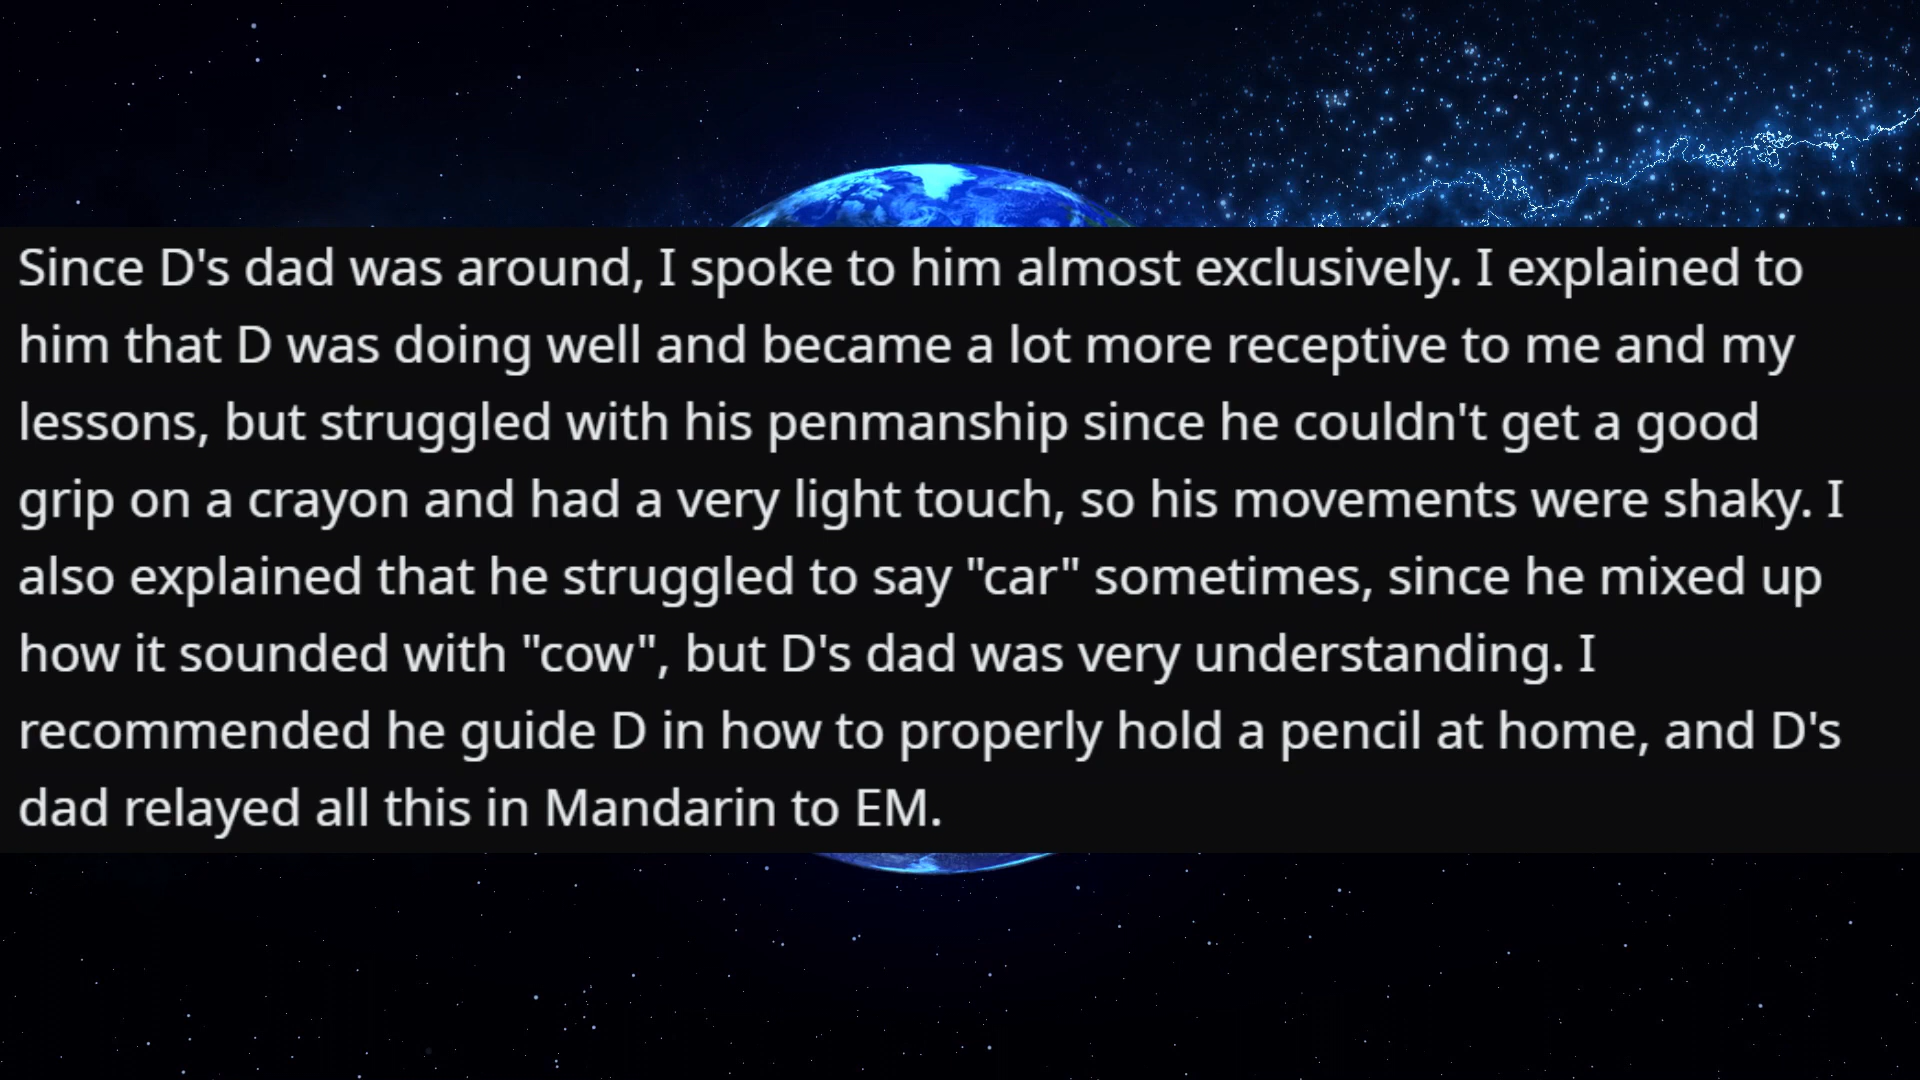 Since D's dad was around, I spoke to him almost exclusively. I explained to
him that D was doing well and became a lot more receptive to me and my
lessons, but struggled with his penmanship since he couldn't get a good
grip on a crayon and had a very light touch, so his movements were shaky. I
also explained that he struggled to say "car" sometimes, since he mixed up
how it sounded with "cow", but D's dad was very understanding. I
recommended he guide D in how to properly hold a pencil at home, and D's
dad relayed all this in Mandarin to EM.